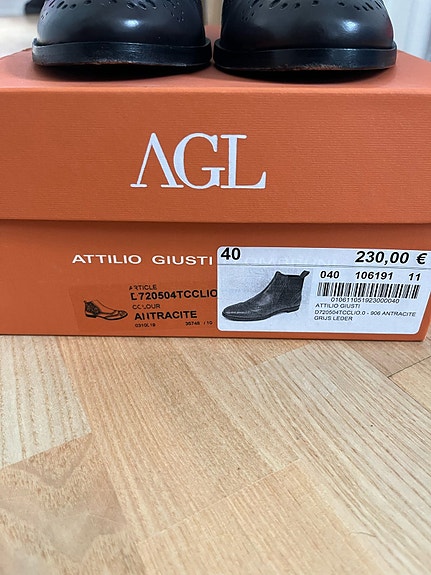 AGL
ATTILIO GIUSTI
ARTICLE
D720504TCCLIO
COLOUR
ANTRACITE
40 230,00 €
040 106191 11
010611051923000040
ATTILIO GIUSTI
D720504TCCLIO.0 - 906 ANTRACITE
GRIJS LEDER